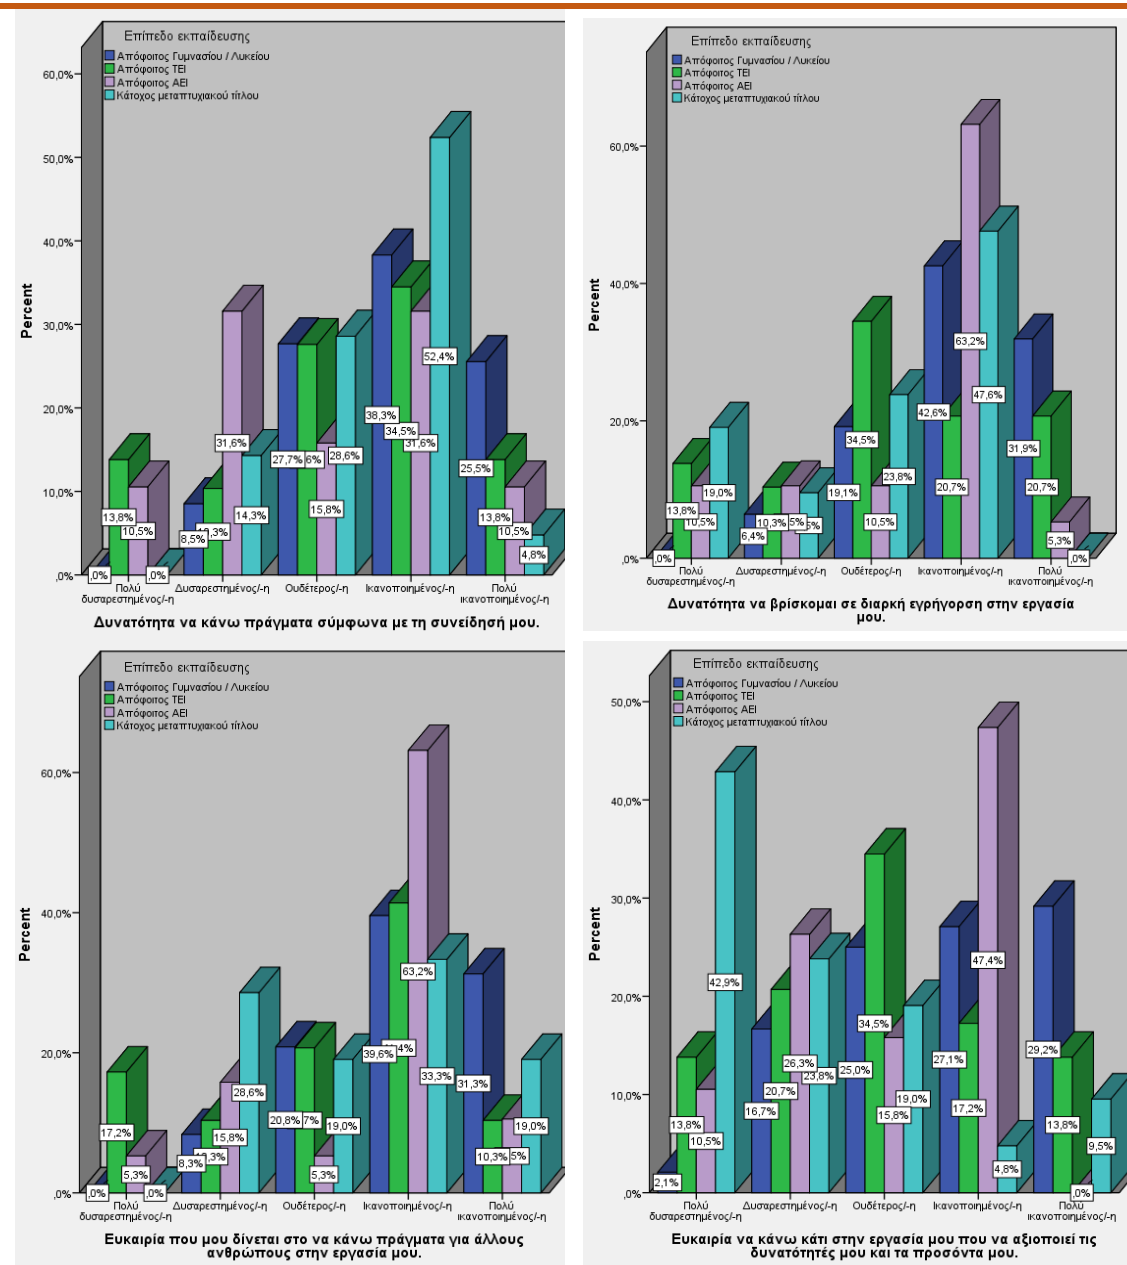 Επίπεδο εκπαίδευσης
Απόφοιτος Γυμνασίου / Λυκείου
Απόφοιτος ΤΕΙ
Απόφοιτος ΑΕΙ
Κάτοχος μεταπτυχιακού τίτλου
Percent
60,0%
50,0%
40,0%
30,0%
20,0%
10,0%
,0%
,0%
13,8%
10,5%
,0%
8,5%
31,6%
14,3%
27,7%
15,8%
28,6%
38,3%
34,5%
31,6%
52,4%
25,5%
13,8%
10,5%
4,8%
Πολύ δυσαρεστημένος/-η
Δυσαρεστημένος/-η
Ουδέτερος/-η
Ικανοποιημένος/-η
Πολύ ικανοποιημένος/-η
Δυνατότητα να κάνω πράγματα σύμφωνα με τη συνείδησή μου.
Επίπεδο εκπαίδευσης
Απόφοιτος Γυμνασίου / Λυκείου
Απόφοιτος ΤΕΙ
Απόφοιτος ΑΕΙ
Κάτοχος μεταπτυχιακού τίτλου
Percent
60,0%
40,0%
20,0%
,0%
,0%
13,8%
10,5%
19,0%
6,4%
10,3%
19,1%
34,5%
10,5%
23,8%
42,6%
20,7%
63,2%
47,6%
31,9%
20,7%
5,3%
,0%
Πολύ δυσαρεστημένος/-η
Δυσαρεστημένος/-η
Ουδέτερος/-η
Ικανοποιημένος/-η
Πολύ ικανοποιημένος/-η
Δυνατότητα να βρίσκομαι σε διαρκή εγρήγορση στην εργασία
μου.
Επίπεδο εκπαίδευσης
Απόφοιτος Γυμνασίου / Λυκείου
Απόφοιτος ΤΕΙ
Απόφοιτος ΑΕΙ
Κάτοχος μεταπτυχιακού τίτλου
Percent
60,0%
40,0%
20,0%
,0%
,0%
17,2%
5,3%
,0%
8,3%
15,8%
28,6%
20,8%
5,3%
19,0%
39,6%
63,2%
33,3%
31,3%
10,3%
19,0%
Πολύ δυσαρεστημένος/-η
Δυσαρεστημένος/-η
Ουδέτερος/-η
Ικανοποιημένος/-η
Πολύ ικανοποιημένος/-η
Ευκαιρία που μου δίνεται στο να κάνω πράγματα για άλλους
ανθρώπους στην εργασία μου.
Επίπεδο εκπαίδευσης
Απόφοιτος Γυμνασίου / Λυκείου
Απόφοιτος ΤΕΙ
Απόφοιτος ΑΕΙ
Κάτοχος μεταπτυχιακού τίτλου
Percent
50,0%
40,0%
30,0%
20,0%
10,0%
,0%
2,1%
13,8%
10,5%
42,9%
16,7%
20,7%
26,3%
23,8%
25,0%
34,5%
15,8%
19,0%
27,1%
17,2%
47,4%
4,8%
29,2%
13,8%
,0%
9,5%
Πολύ δυσαρεστημένος/-η
Δυσαρεστημένος/-η
Ουδέτερος/-η
Ικανοποιημένος/-η
Πολύ ικανοποιημένος/-η
Ευκαιρία να κάνω κάτι στην εργασία μου που να αξιοποιεί τις
δυνατότητές μου και τα προσόντα μου.